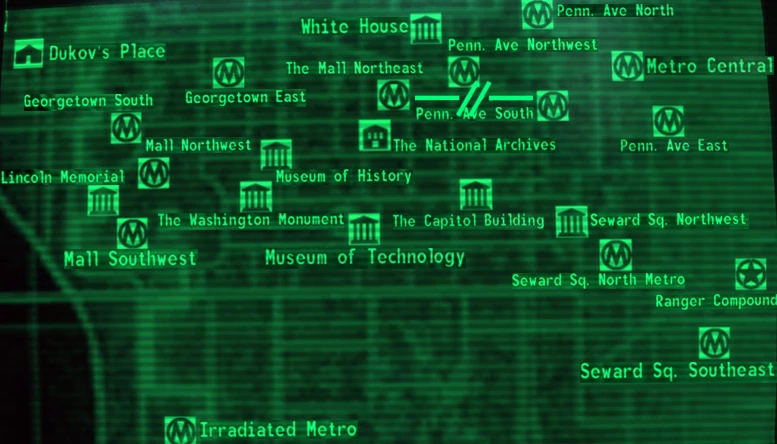 Penn. Ave North
White House
Penn. Ave Northwest
Dukov's Place
The Mall Northeast
Metro Central
Georgetown South
Georgetown East
Penn. Ave South
Mall Northwest
The National Archives
Penn. Ave East
Lincoln Memorial
Museum of History
The Washington Monument
The Capitol Building
Seward Sq. Northwest
Mall Southwest
Museum of Technology
Seward Sq. North Metro
Ranger Compound
Seward Sq. Southeast
Irradiated Metro